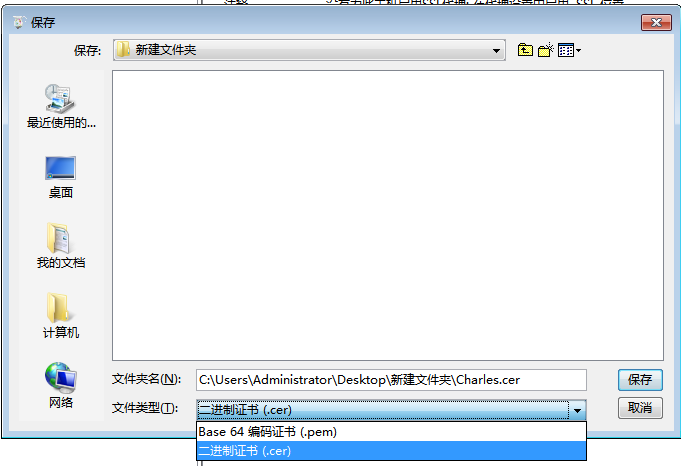 保存
保存:
新建文件夹
最近使用的...
桌面
我的文档
计算机
网络
文件夹名(N):
C:\Users\Administrator\Desktop\新建文件夹\Charles.cer
保存
文件类型(T):
二进制证书 (.cer)
取消
Base 64 编码证书 (.pem)
二进制证书 (.cer)